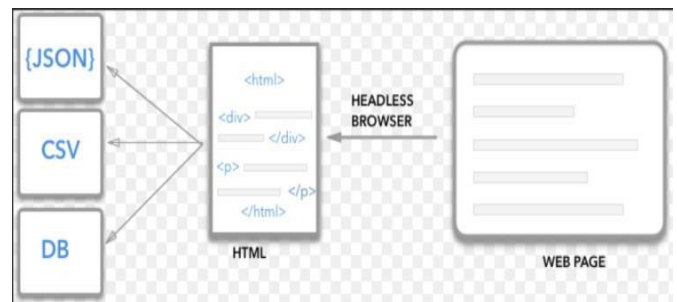 {JSON}
CSV
DB
<html>
<div>
</div>
<p>
</p>
</html>
HTML
HEADLESS
BROWSER
WEB PAGE